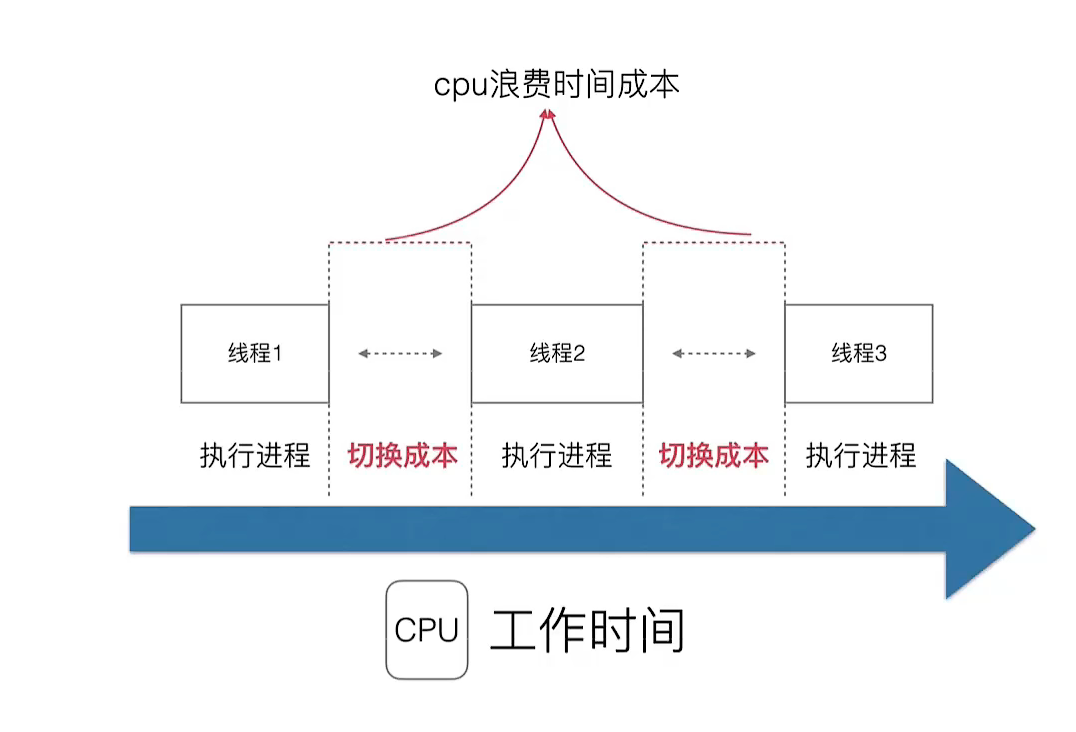 cpu浪费时间成本
线程1
线程2
线程3
执行进程
切换成本
执行进程
切换成本
执行进程
CPU
工作时间